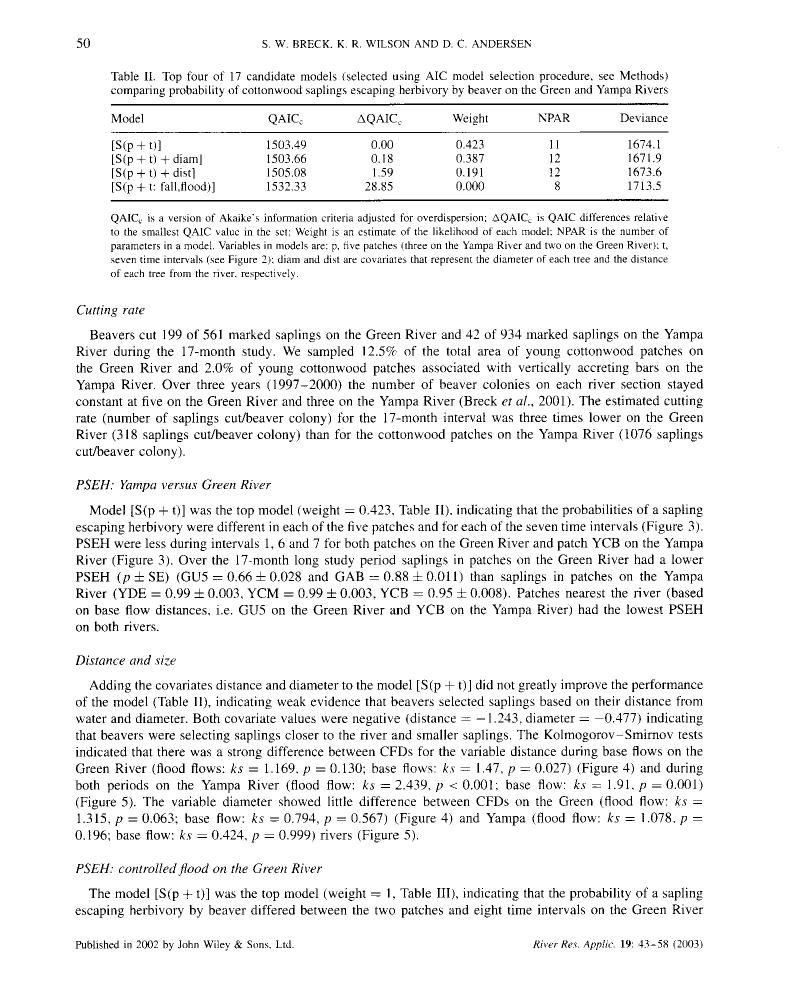 50
S. W. BRECK, K. R. WILSON AND D. C. ANDERSEN
Table II. Top four of 17 candidate models (selected using AIC model selection procedure, see Methods)
comparing probability of cottonwood saplings escaping herbivory by beaver on the Green and Yampa Rivers
Model QAICc ΔQAICc Weight NPAR Deviance
[S(p + t)] 1503.49 0.00 0.423 11 1674.1
[S(p + t) + diam] 1503.66 0.18 0.387 12 1671.9
[S(p + t) + dist] 1505.08 1.59 0.191 12 1673.6
[S(p + t: fall,flood)] 1532.33 28.85 0.000 8 1713.5
QAICc is a version of Akaike's information criteria adjusted for overdispersion; ΔQAICc is QAIC differences relative
to the smallest QAIC value in the set; Weight is an estimate of the likelihood of each model; NPAR is the number of
parameters in a model. Variables in models are: p, five patches (three on the Yampa River and two on the Green River); t,
seven time intervals (see Figure 2); diam and dist are covariates that represent the diameter of each tree and the distance
of each tree from the river, respectively.
Cutting rate
Beavers cut 199 of 561 marked saplings on the Green River and 42 of 934 marked saplings on the Yampa
River during the 17-month study. We sampled 12.5% of the total area of young cottonwood patches on
the Green River and 2.0% of young cottonwood patches associated with vertically accreting bars on the
Yampa River. Over three years (1997–2000) the number of beaver colonies on each river section stayed
constant at five on the Green River and three on the Yampa River (Breck et al., 2001). The estimated cutting
rate (number of saplings cut/beaver colony) for the 17-month interval was three times lower on the Green
River (318 saplings cut/beaver colony) than for the cottonwood patches on the Yampa River (1076 saplings
cut/beaver colony).
PSEH: Yampa versus Green River
Model [S(p + t)] was the top model (weight = 0.423, Table II), indicating that the probabilities of a sapling
escaping herbivory were different in each of the five patches and for each of the seven time intervals (Figure 3).
PSEH were less during intervals 1, 6 and 7 for both patches on the Green River and patch YCB on the Yampa
River (Figure 3). Over the 17-month long study period saplings in patches on the Green River had a lower
PSEH (p ± SE) (GU5 = 0.66 ± 0.028 and GAB = 0.88 ± 0.011) than saplings in patches on the Yampa
River (YDE = 0.99 ± 0.003, YCM = 0.99 ± 0.003, YCB = 0.95 ± 0.008). Patches nearest the river (based
on base flow distances, i.e. GU5 on the Green River and YCB on the Yampa River) had the lowest PSEH
on both rivers.
Distance and size
Adding the covariates distance and diameter to the model [S(p + t)] did not greatly improve the performance
of the model (Table II), indicating weak evidence that beavers selected saplings based on their distance from
water and diameter. Both covariate values were negative (distance = −1.243, diameter = −0.477) indicating
that beavers were selecting saplings closer to the river and smaller saplings. The Kolmogorov–Smirnov tests
indicated that there was a strong difference between CFDs for the variable distance during base flows on the
Green River (flood flows: ks = 1.169, p = 0.130; base flows: ks = 1.47, p = 0.027) (Figure 4) and during
both periods on the Yampa River (flood flow: ks = 2.439, p < 0.001; base flow: ks = 1.91, p = 0.001)
(Figure 5). The variable diameter showed little difference between CFDs on the Green (flood flow: ks =
1.315, p = 0.063; base flow: ks = 0.794, p = 0.567) (Figure 4) and Yampa (flood flow: ks = 1.078, p =
0.196; base flow: ks = 0.424, p = 0.999) rivers (Figure 5).
PSEH: controlled flood on the Green River
The model [S(p + t)] was the top model (weight = 1, Table III), indicating that the probability of a sapling
escaping herbivory by beaver differed between the two patches and eight time intervals on the Green River
Published in 2002 by John Wiley & Sons, Ltd.
River Res. Applic. 19: 43–58 (2003)